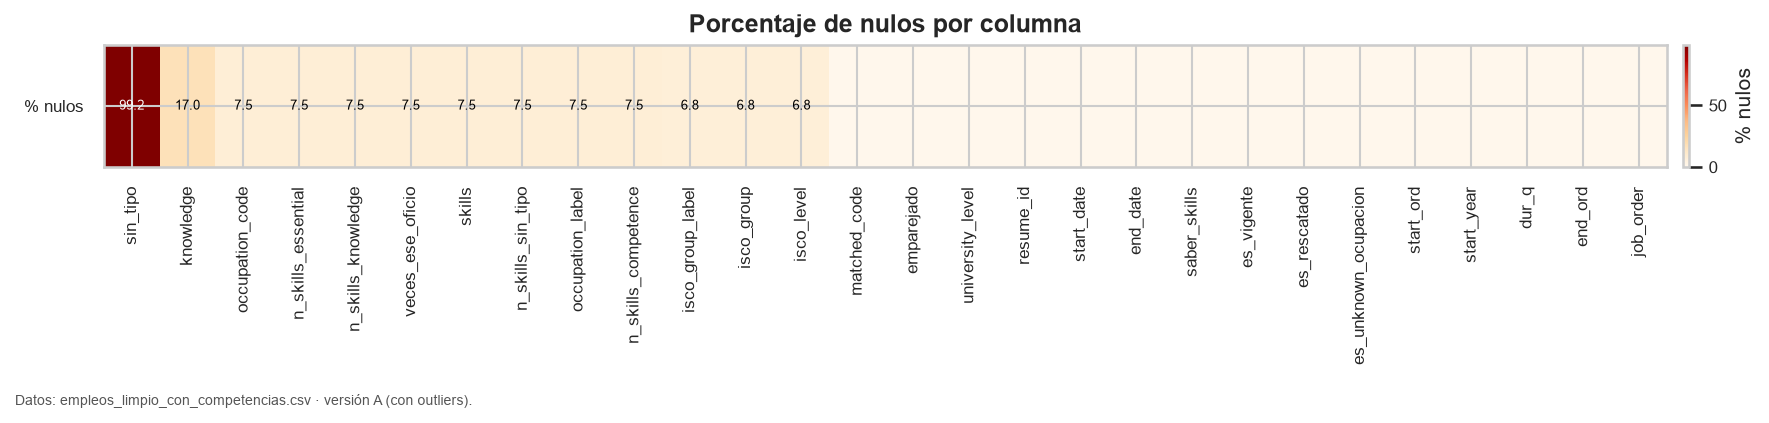 Porcentaje de nulos por columna
% nulos
99.2 17.0 7.5 7.5 7.5 7.5 7.5 7.5 7.5 7.5 6.8 6.8 6.8
50
0
% nulos
sin_tipo
knowledge
occupation_code
n_skills_essential
n_skills_knowledge
veces_ese_oficio
skills
n_skills_sin_tipo
occupation_label
n_skills_competence
isco_group_label
isco_group
isco_level
matched_code
emparejado
university_level
resume_id
start_date
end_date
saber_skills
es_vigente
es_rescatado
es_unknown_ocupacion
start_ord
start_year
dur_q
end_ord
job_order
Datos: empleos_limpio_con_competencias.csv · versión A (con outliers).